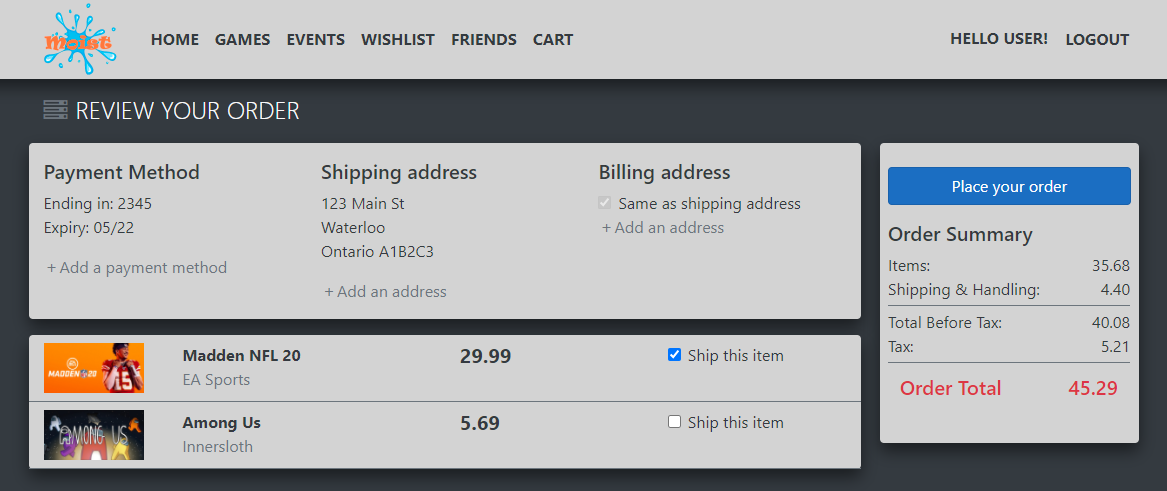 Moist
HOME GAMES EVENTS WISHLIST FRIENDS CART HELLO USER! LOGOUT
REVIEW YOUR ORDER
Payment Method
Ending in: 2345
Expiry: 05/22
+ Add a payment method
Shipping address
123 Main St
Waterloo
Ontario A1B2C3
+ Add an address
Billing address
Same as shipping address
+ Add an address
Place your order
Order Summary
Items: 35.68
Shipping & Handling: 4.40
Total Before Tax: 40.08
Tax: 5.21
Order Total 45.29
MADDEN 20
Madden NFL 20 29.99 Ship this item
EA Sports
AMONG US
Among Us 5.69 Ship this item
Innersloth